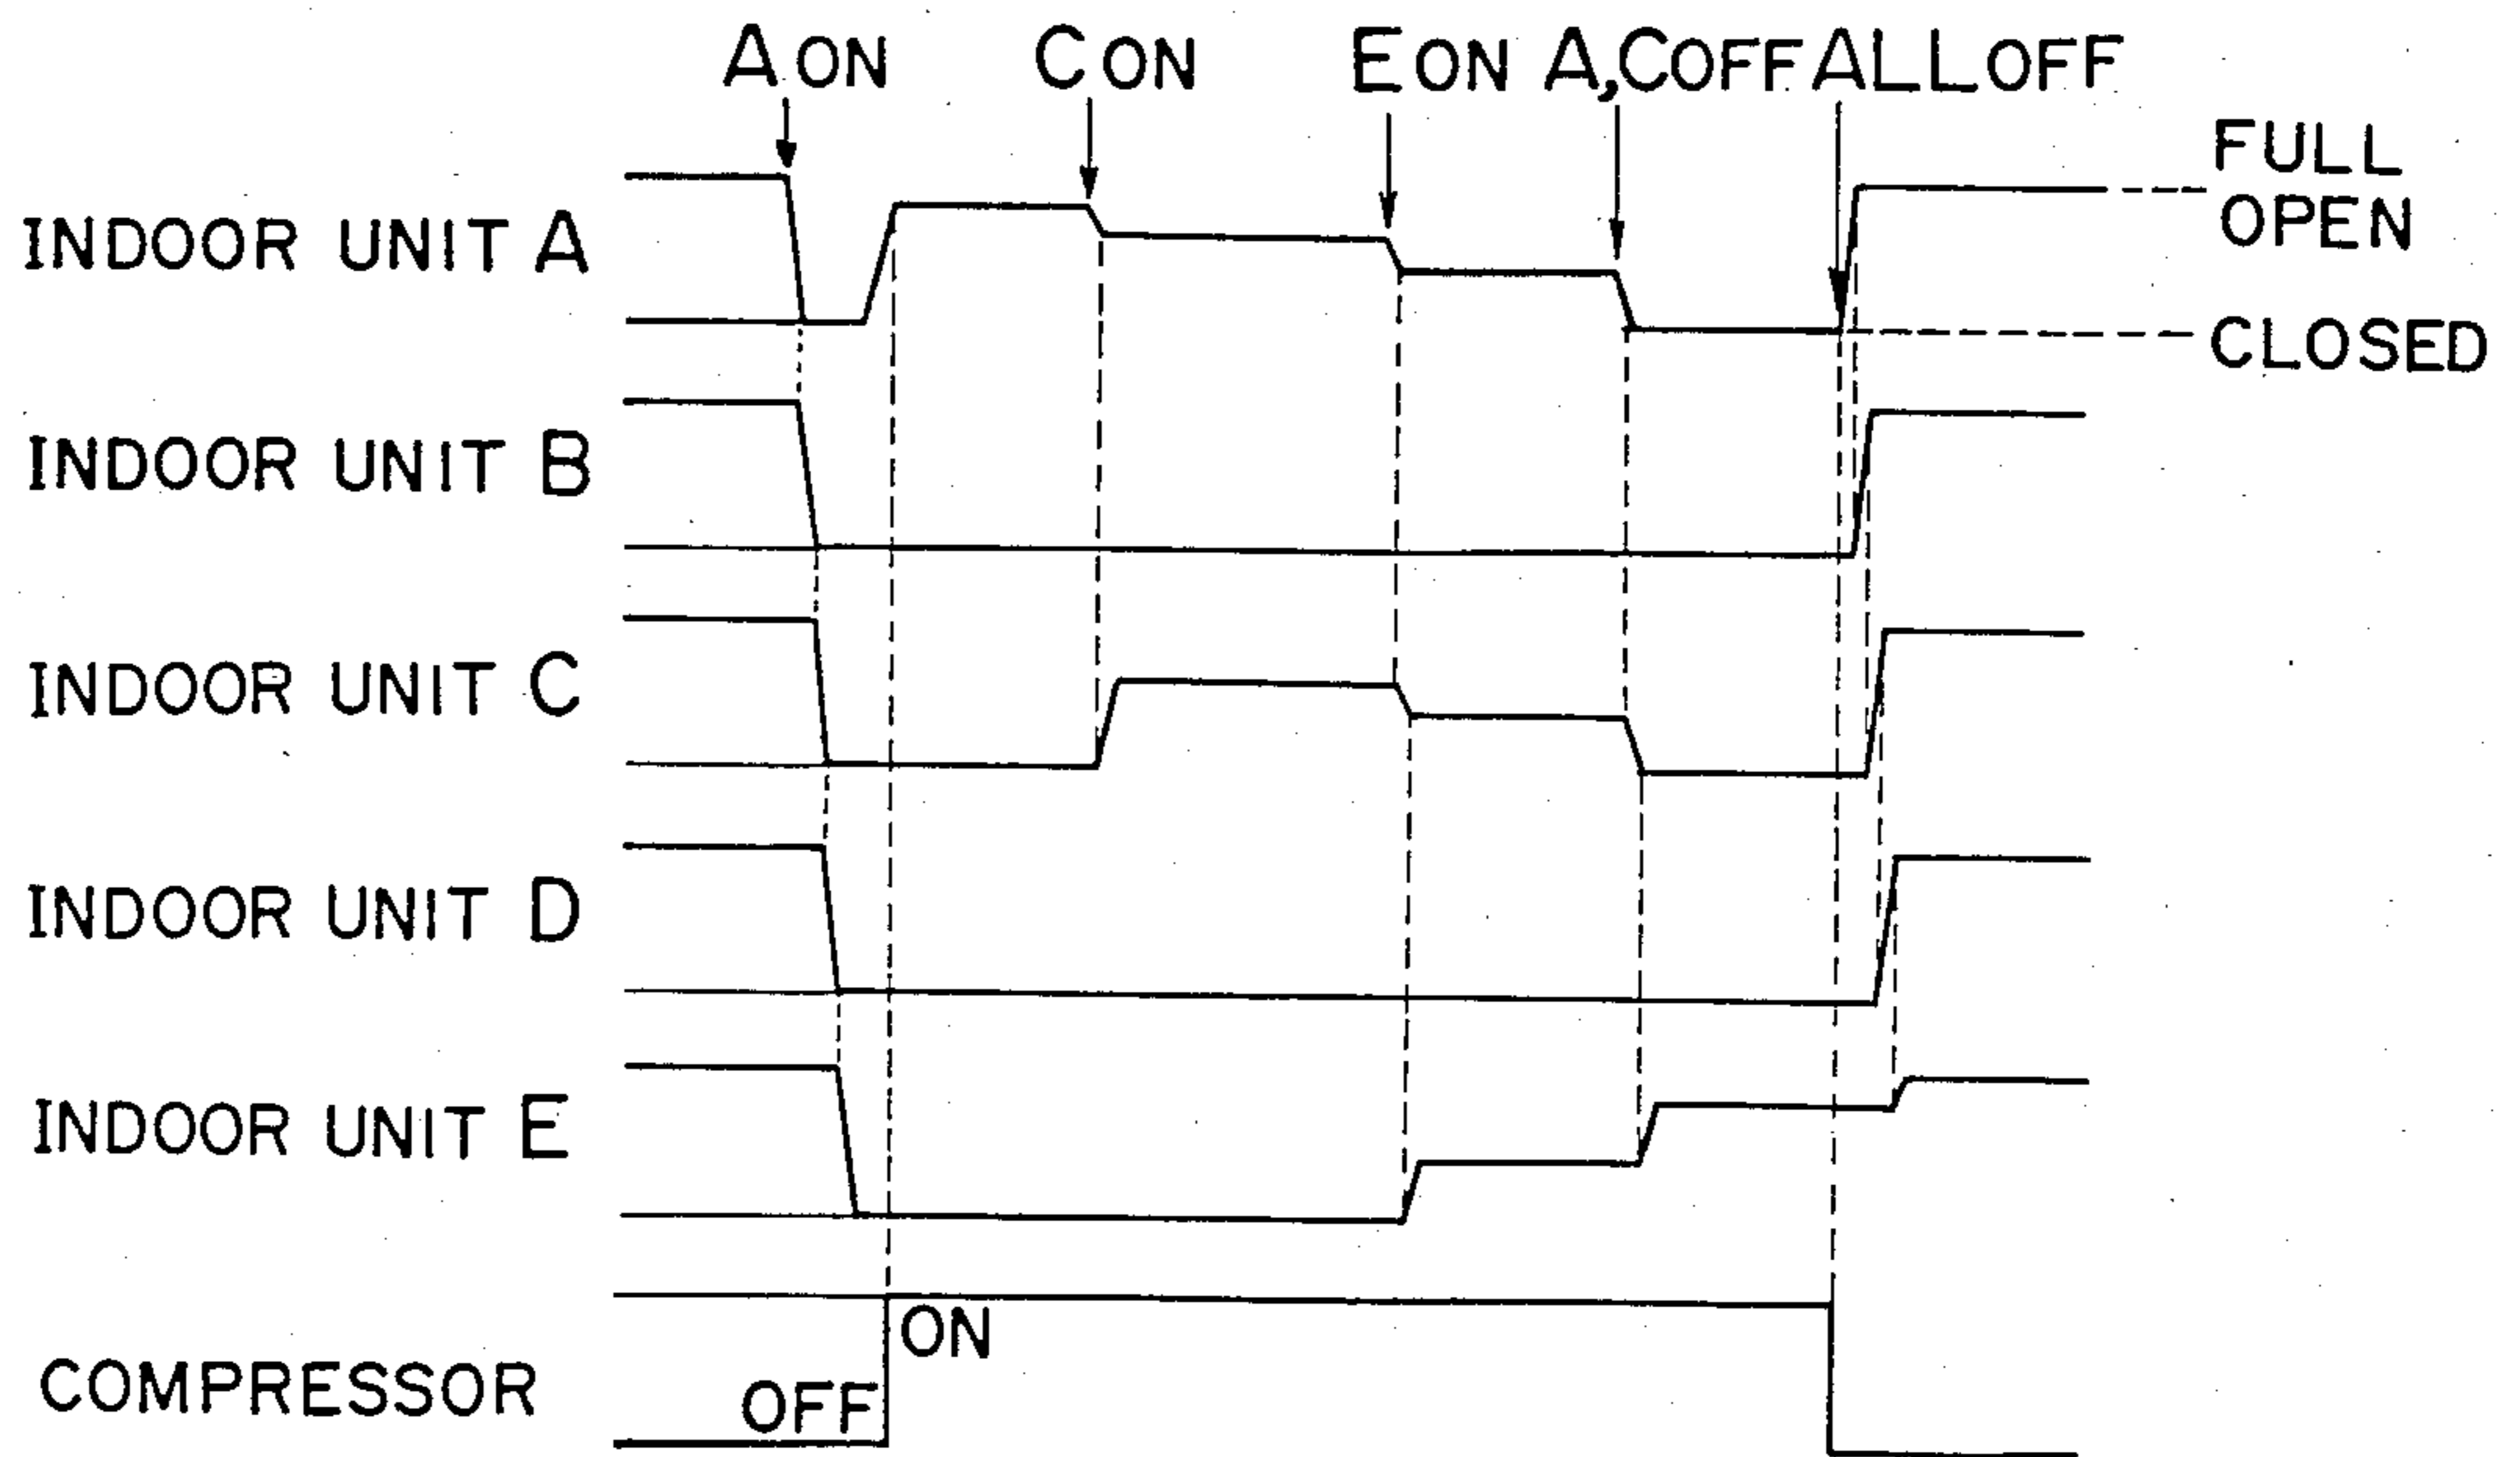 A ON C ON E ON A,C OFF ALL OFF
FULL
OPEN
INDOOR UNIT A
CLOSED
INDOOR UNIT B
INDOOR UNIT C
INDOOR UNIT D
INDOOR UNIT E
ON
COMPRESSOR
OFF